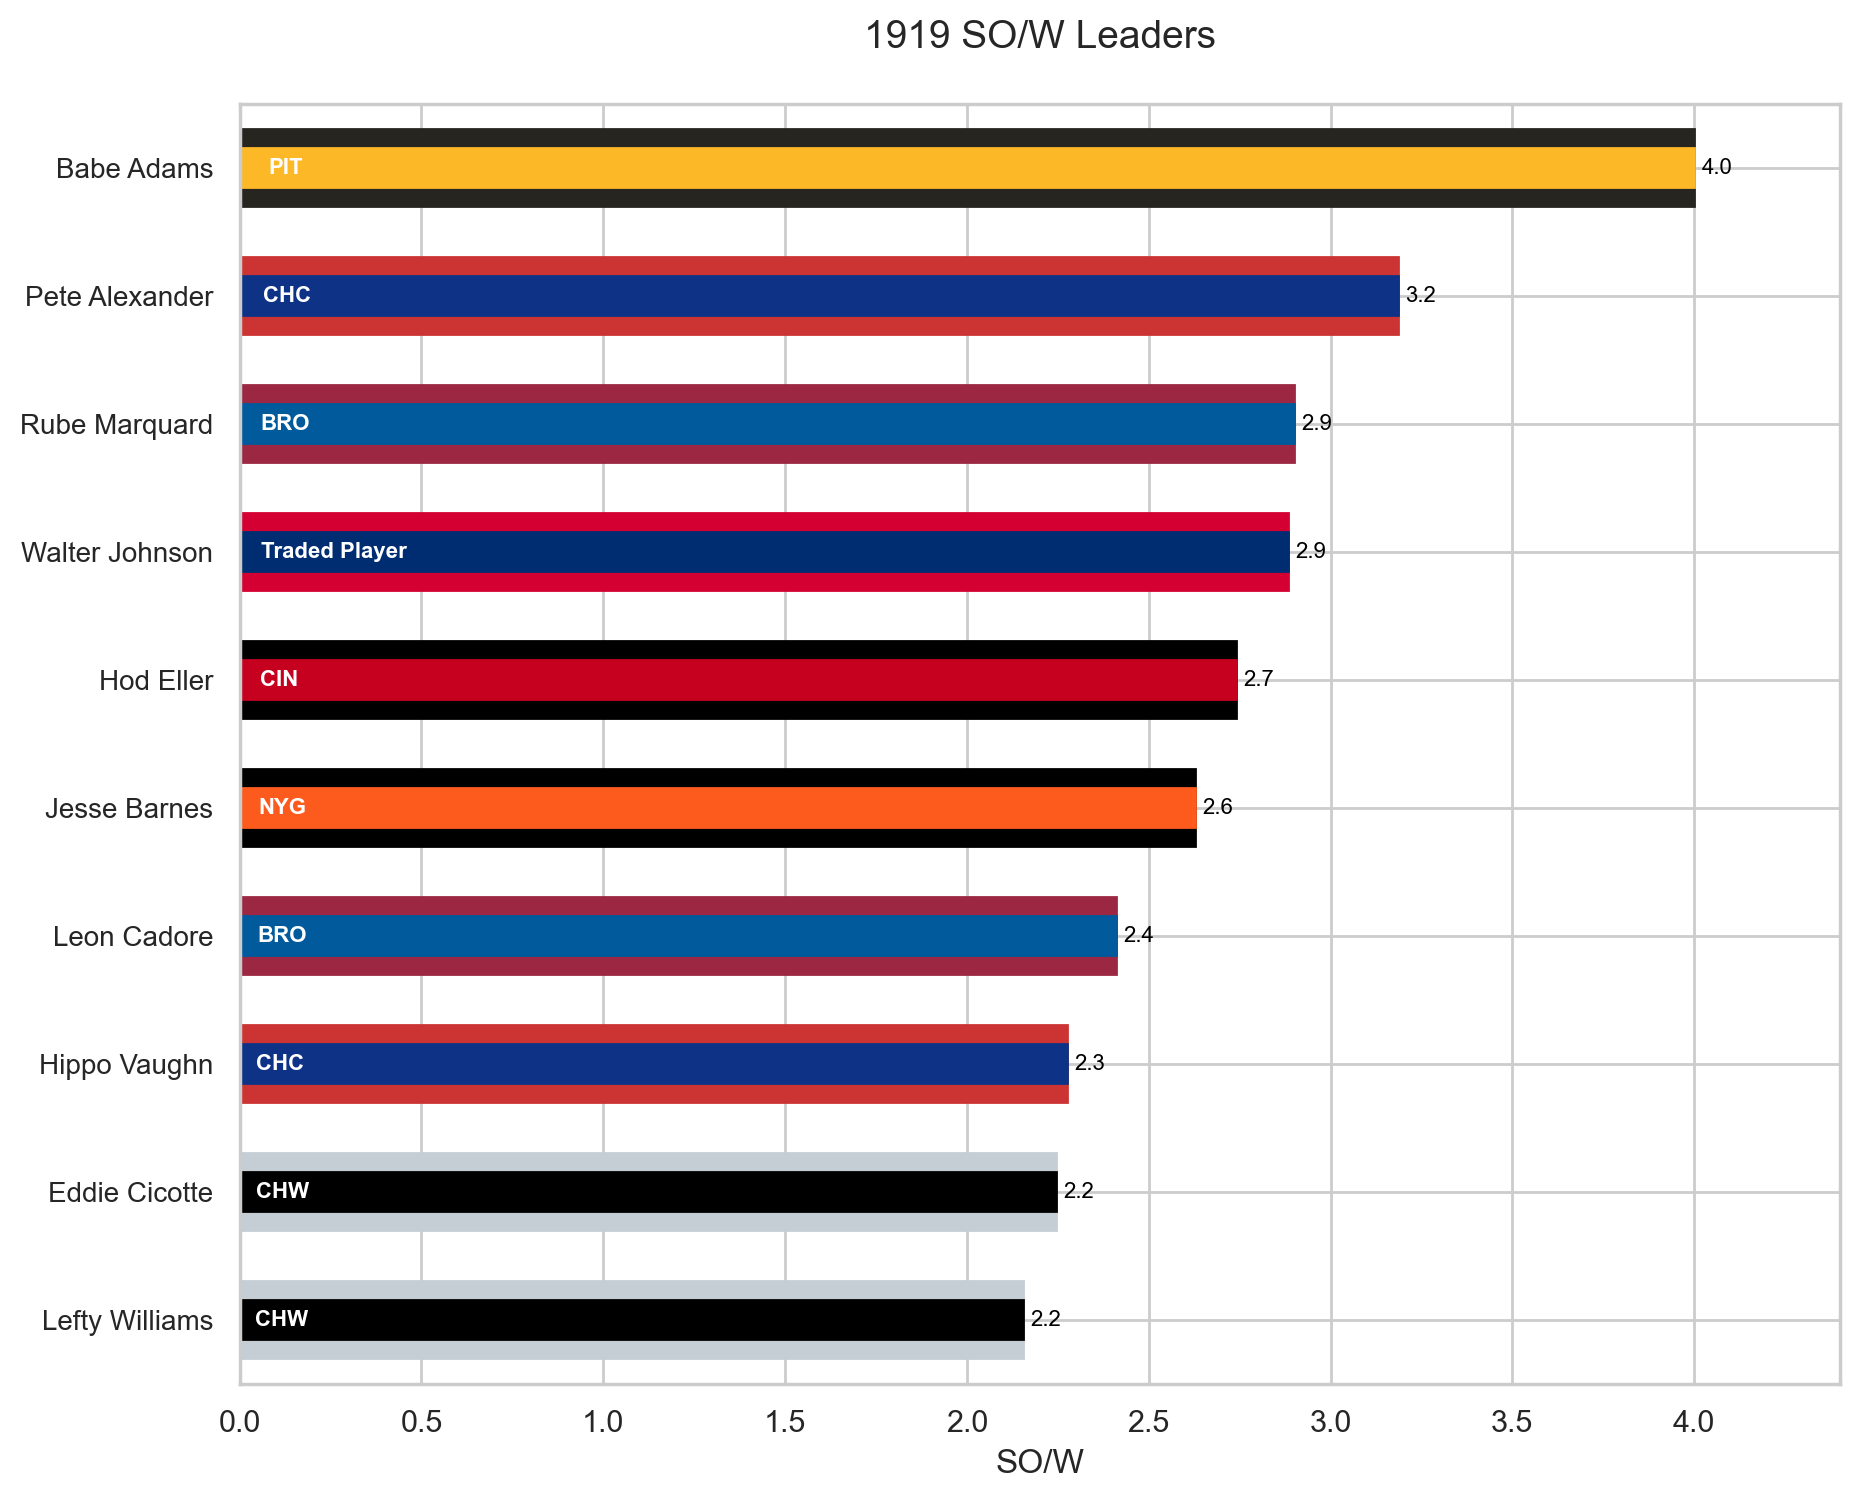 1919 SO/W Leaders
Babe Adams PIT 4.0
Pete Alexander CHC 3.2
Rube Marquard BRO 2.9
Walter Johnson Traded Player 2.9
Hod Eller CIN 2.7
Jesse Barnes NYG 2.6
Leon Cadore BRO 2.4
Hippo Vaughn CHC 2.3
Eddie Cicotte CHW 2.2
Lefty Williams CHW 2.2
0.0 0.5 1.0 1.5 2.0 2.5 3.0 3.5 4.0
SO/W